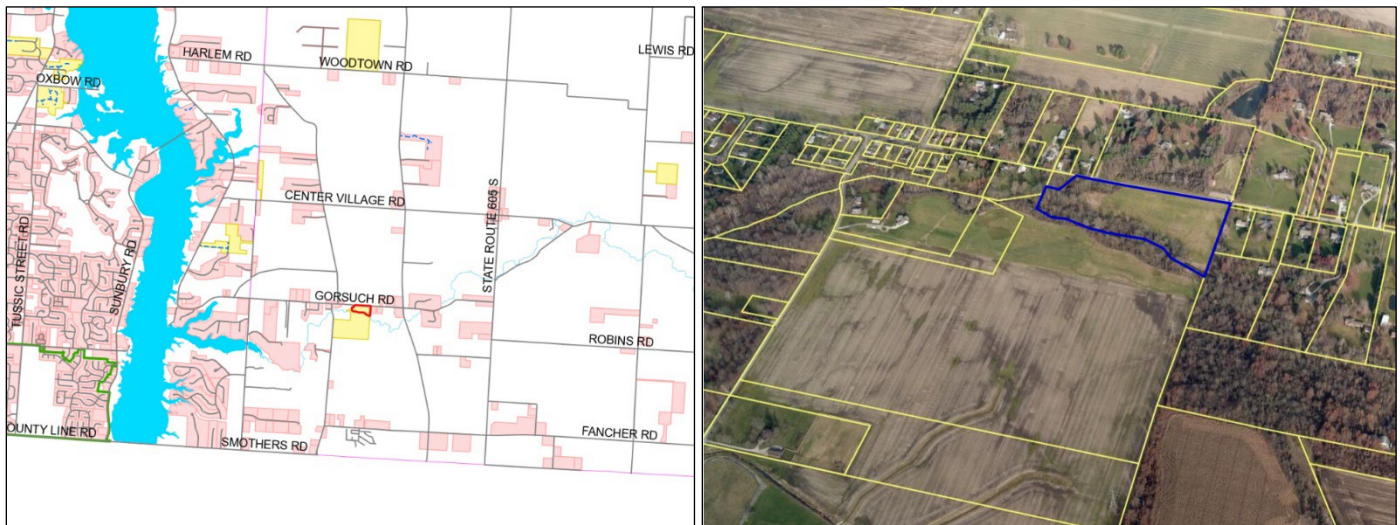 HARLEM RD
LEWIS RD
WOODTOWN RD
OXBOW RD
CENTER VILLAGE RD
STATE ROUTE 605 S
TUSSIC STREET RD
SUNBURY RD
GORSUCH RD
ROBINS RD
OUNTY LINE RD
SMOTHERS RD
FANCHER RD